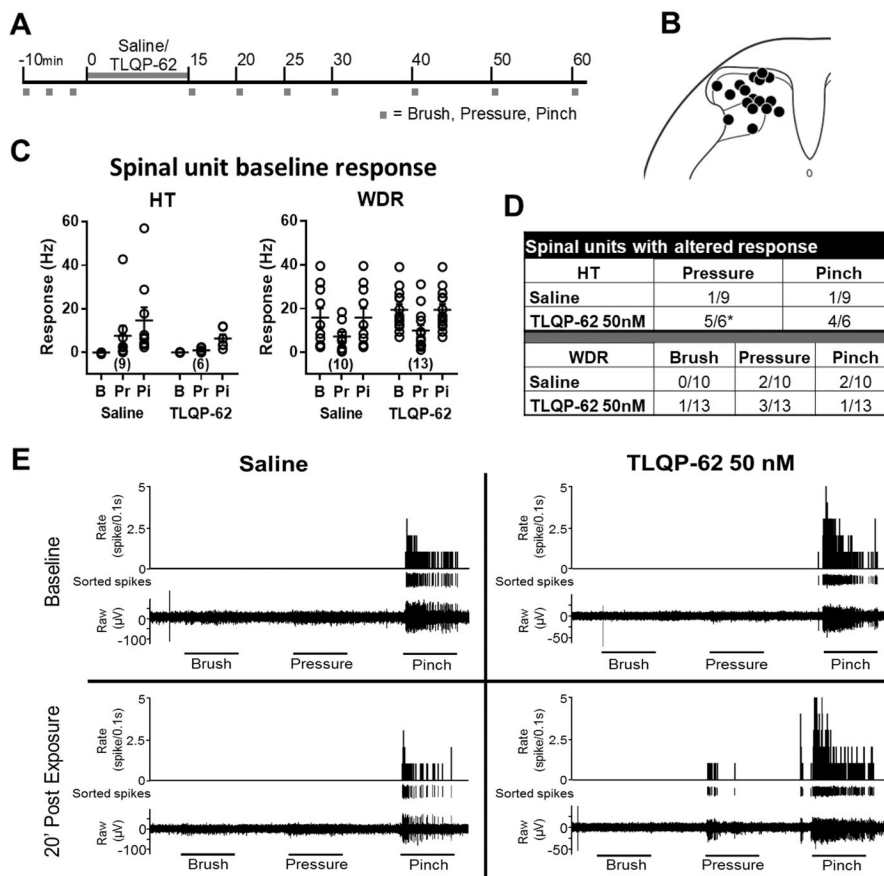 A
-10min 0 Saline/ TLQP-62 15 20 25 30 40 50 60
= Brush, Pressure, Pinch
B
0
C
Spinal unit baseline response
HT
Response (Hz)
60
40
20
0
(9) (6)
B Pr Pi B Pr Pi
Saline TLQP-62
WDR
Response (Hz)
60
40
20
0
(10) (13)
B Pr Pi B Pr Pi
Saline TLQP-62
D
Spinal units with altered response
HT Pressure Pinch
Saline 1/9 1/9
TLQP-62 50nM 5/6* 4/6
WDR Brush Pressure Pinch
Saline 0/10 2/10 2/10
TLQP-62 50nM 1/13 3/13 1/13
E
Saline
TLQP-62 50 nM
Baseline
Rate (spike/0.1s)
5
2.5
0
Sorted spikes
Raw (µV)
0
-100
Brush Pressure Pinch
Rate (spike/0.1s)
5
2.5
0
Sorted spikes
Raw (µV)
0
-50
Brush Pressure Pinch
20' Post Exposure
Rate (spike/0.1s)
5
2.5
0
Sorted spikes
Raw (µV)
0
-100
Brush Pressure Pinch
Rate (spike/0.1s)
5
2.5
0
Sorted spikes
Raw (µV)
0
-50
Brush Pressure Pinch